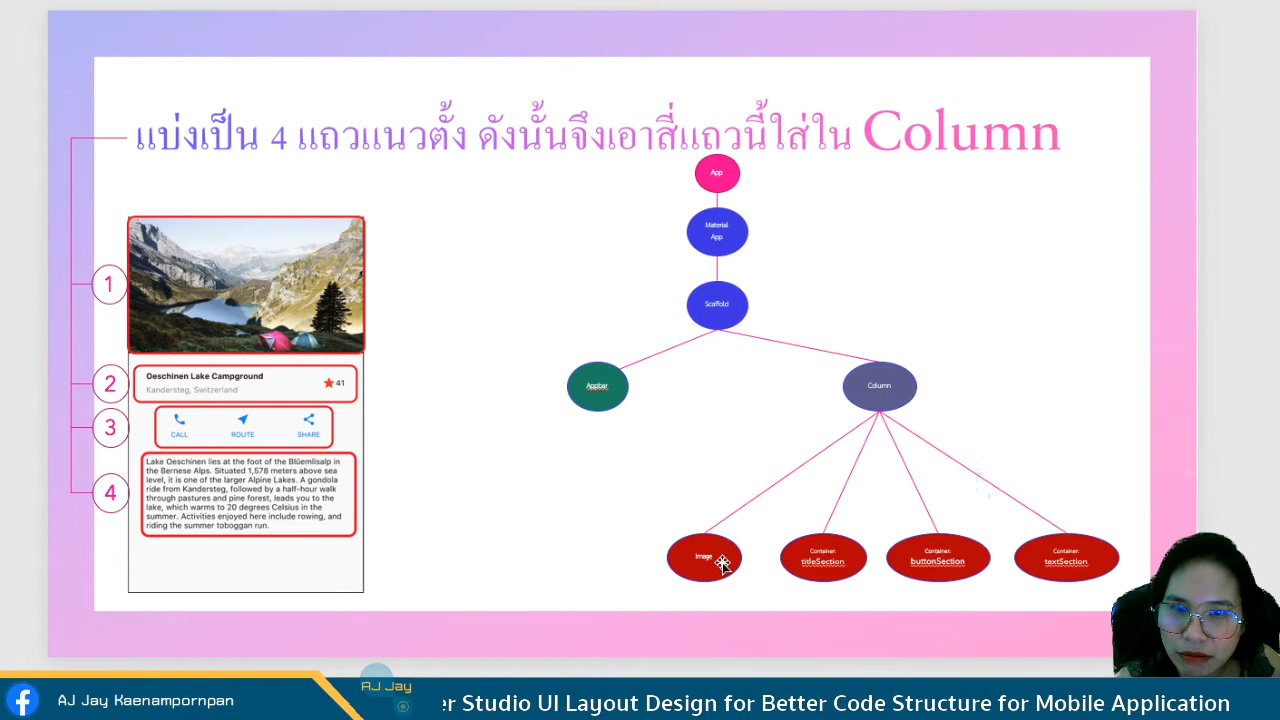 แบ่งเป็น 4 แถวแนวตั้ง ดังนั้นจึงเอาสี่แถวนี้ใส่ใน Column
App
Material
App
Scaffold
Appbar
Column
Image
Container:
titleSection
Container:
buttonSection
Container:
textSection
1
2
3
4
Oeschinen Lake Campground
Kandersteg, Switzerland
41
CALL
ROUTE
SHARE
Lake Oeschinen lies at the foot of the Blüemlisalp in
the Bernese Alps. Situated 1,578 meters above sea
level, it is one of the larger Alpine Lakes. A gondola
ride from Kandersteg, followed by a half-hour walk
through pastures and pine forest, leads you to the
lake, which warms to 20 degrees Celsius in the
summer. Activities enjoyed here include rowing, and
riding the summer toboggan run.
AJ Jay Kaenampornpan
AJ Jay
er Studio UI Layout Design for Better Code Structure for Mobile Application